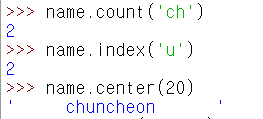 >>> name.count('ch')
2
>>> name.index('u')
2
>>> name.center(20)
'     chuncheon      '